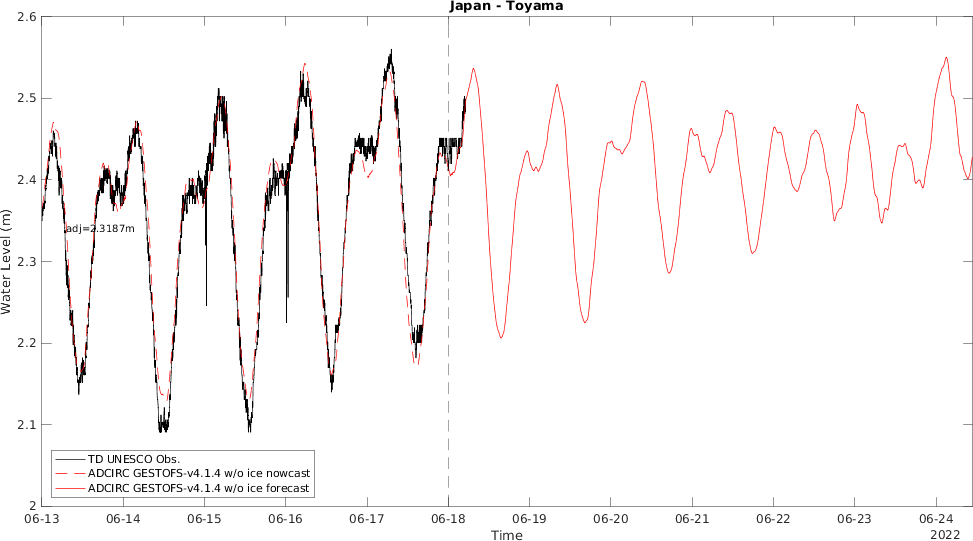 Japan - Toyama
2.6
2.5
2.4
2.3
2.2
2.1
2
Water Level (m)
adj=2.3187m
TD UNESCO Obs.
ADCIRC GESTOFS-v4.1.4 w/o ice nowcast
ADCIRC GESTOFS-v4.1.4 w/o ice forecast
06-13 06-14 06-15 06-16 06-17 06-18 06-19 06-20 06-21 06-22 06-23 06-24
2022
Time